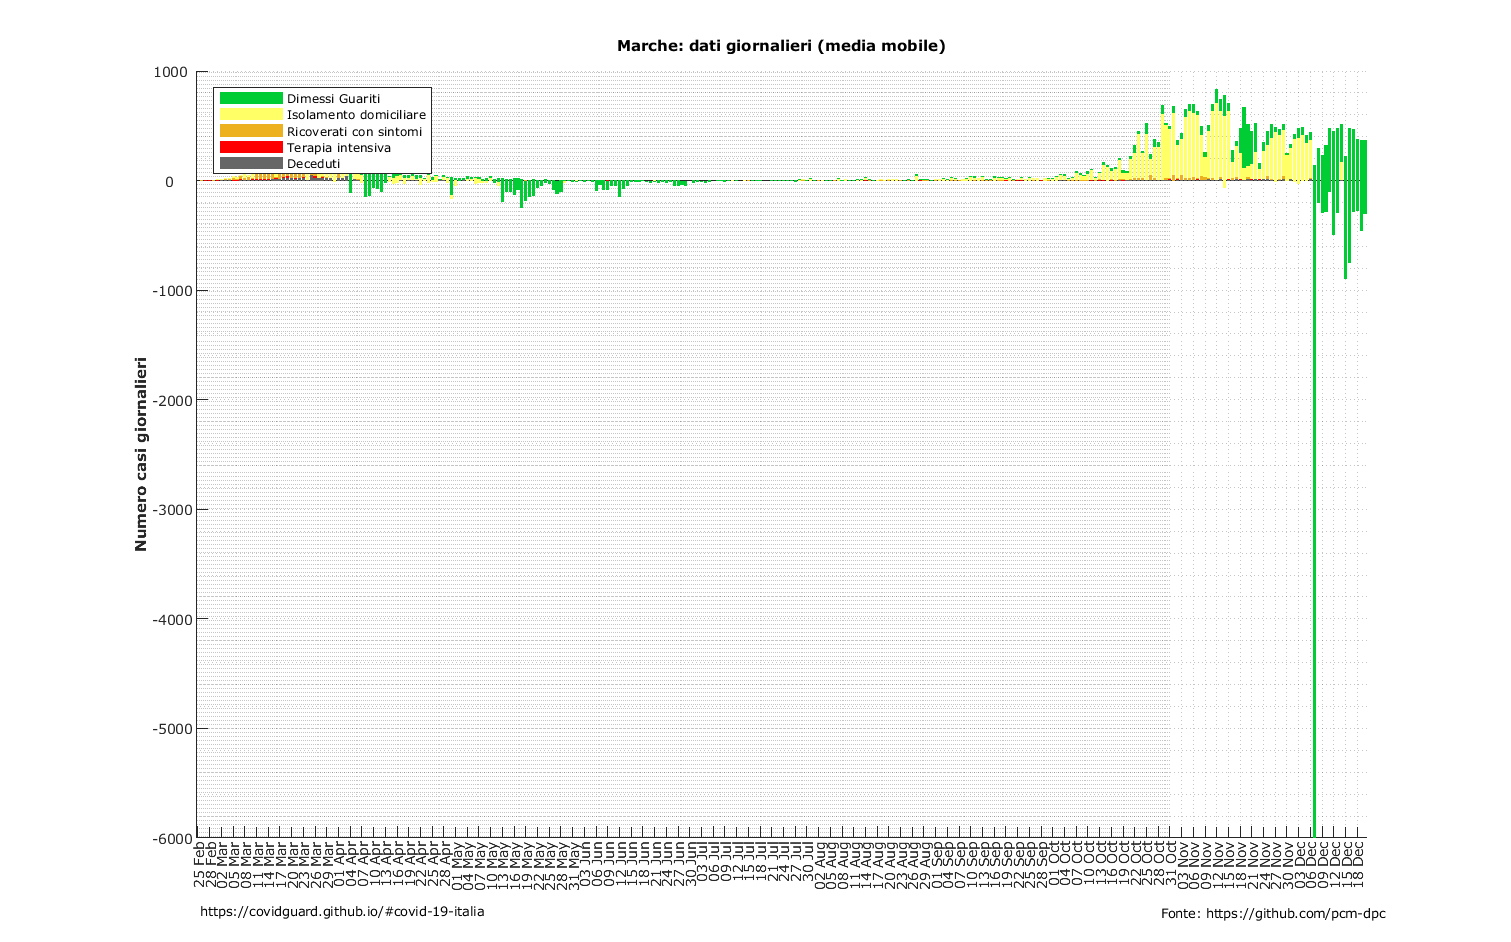 Marche: dati giornalieri (media mobile)
1000
0
-1000
-2000
-3000
-4000
-5000
-6000
Numero casi giornalieri
Dimessi Guariti
Isolamento domiciliare
Ricoverati con sintomi
Terapia intensiva
Deceduti
25 Feb
28 Feb
02 Mar
05 Mar
08 Mar
11 Mar
14 Mar
17 Mar
20 Mar
23 Mar
26 Mar
29 Mar
01 Apr
04 Apr
07 Apr
10 Apr
13 Apr
16 Apr
19 Apr
22 Apr
25 Apr
28 Apr
01 May
04 May
07 May
10 May
13 May
16 May
19 May
22 May
25 May
28 May
31 May
03 Jun
06 Jun
09 Jun
12 Jun
15 Jun
18 Jun
21 Jun
24 Jun
27 Jun
30 Jun
03 Jul
06 Jul
09 Jul
12 Jul
15 Jul
18 Jul
21 Jul
24 Jul
27 Jul
30 Jul
02 Aug
05 Aug
08 Aug
11 Aug
14 Aug
17 Aug
20 Aug
23 Aug
26 Aug
29 Aug
01 Sep
04 Sep
07 Sep
10 Sep
13 Sep
16 Sep
19 Sep
22 Sep
25 Sep
28 Sep
01 Oct
04 Oct
07 Oct
10 Oct
13 Oct
16 Oct
19 Oct
22 Oct
25 Oct
28 Oct
31 Oct
03 Nov
06 Nov
09 Nov
12 Nov
15 Nov
18 Nov
21 Nov
24 Nov
27 Nov
30 Nov
03 Dec
06 Dec
09 Dec
12 Dec
15 Dec
18 Dec
https://covidguard.github.io/#covid-19-italia
Fonte: https://github.com/pcm-dpc